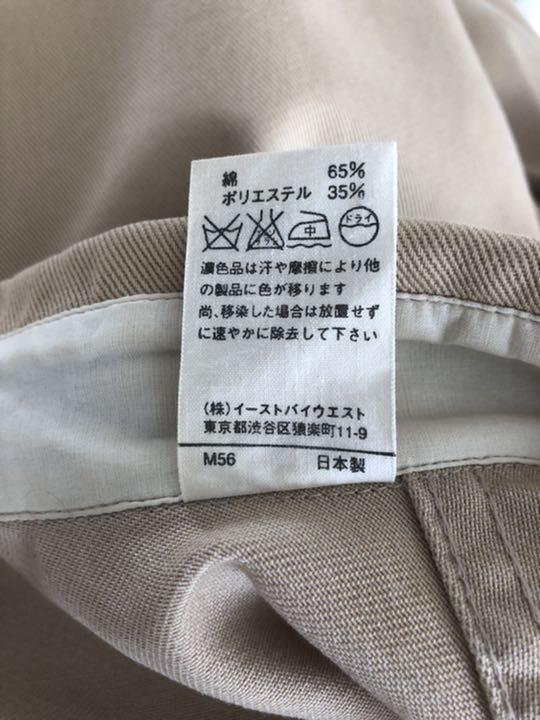 綿 65%
ポリエステル 35%
中 ドライ
濃色品は汗や摩擦により他
の製品に色が移ります
尚、移染した場合は放置せず
に速やかに除去して下さい
(株)イーストバイウエスト
東京都渋谷区猿楽町11-9
M56 日本製